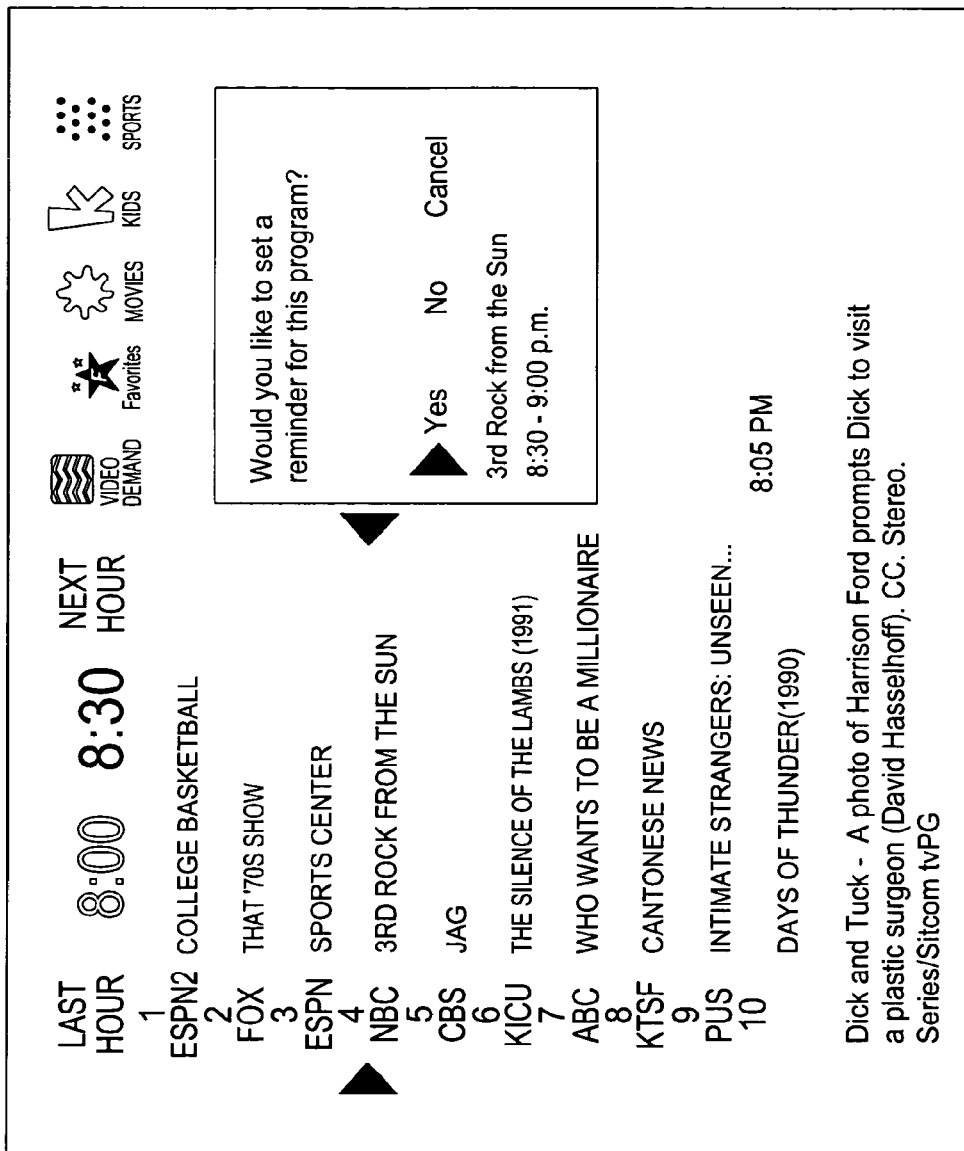 LAST
HOUR
8:00
8:30
NEXT
HOUR
VIDEO
DEMAND
F
Favorites
MOVIES
k
KIDS
SPORTS
1
ESPN2 COLLEGE BASKETBALL
2
FOX THAT '70S SHOW
3
ESPN SPORTS CENTER
4
NBC 3RD ROCK FROM THE SUN
5
CBS JAG
6
KICU THE SILENCE OF THE LAMBS (1991)
7
ABC WHO WANTS TO BE A MILLIONAIRE
8
KTSF CANTONESE NEWS
9
PUS INTIMATE STRANGERS: UNSEEN...
10
DAYS OF THUNDER(1990)
8:05 PM
Would you like to set a
reminder for this program?
Yes No Cancel
3rd Rock from the Sun
8:30 - 9:00 p.m.
Dick and Tuck - A photo of Harrison Ford prompts Dick to visit
a plastic surgeon (David Hasselhoff). CC. Stereo.
Series/Sitcom tvPG